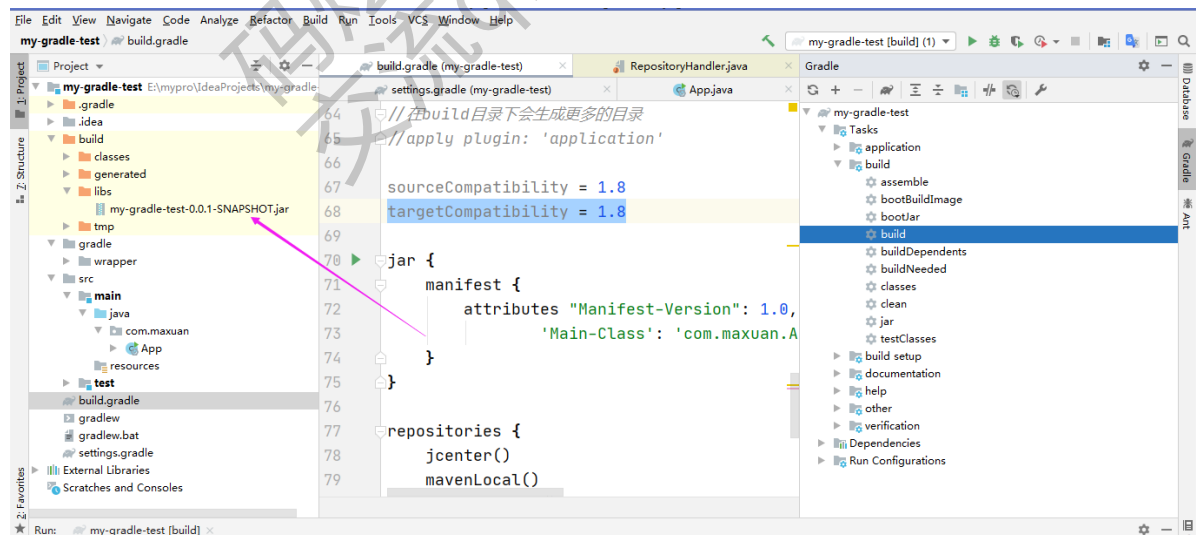 File Edit View Navigate Code Analyze Refactor Build Run Tools VCS Window Help
my-gradle-test build.gradle
my-gradle-test [build] (1)
1: Project
Z: Structure
2: Favorites
Project
my-gradle-test E:\mypro\IdeaProjects\my-gradle-
.gradle
.idea
build
classes
generated
libs
my-gradle-test-0.0.1-SNAPSHOT.jar
tmp
gradle
wrapper
src
main
java
com.maxuan
App
resources
test
build.gradle
gradlew
gradlew.bat
settings.gradle
External Libraries
Scratches and Consoles
build.gradle (my-gradle-test) RepositoryHandler.java
settings.gradle (my-gradle-test) App.java
64 //在build目录下会生成更多的目录
65 //apply plugin: 'application'
66
67 sourceCompatibility = 1.8
68 targetCompatibility = 1.8
69
70 jar {
71 manifest {
72 attributes "Manifest-Version": 1.0,
73 'Main-Class': 'com.maxuan.A
74 }
75 }
76
77 repositories {
78 jcenter()
79 mavenLocal()
Gradle
my-gradle-test
Tasks
application
build
assemble
bootBuildImage
bootJar
build
buildDependents
buildNeeded
classes
clean
jar
testClasses
build setup
documentation
help
other
verification
Dependencies
Run Configurations
Database
Gradle
Ant
Run: my-gradle-test [build]